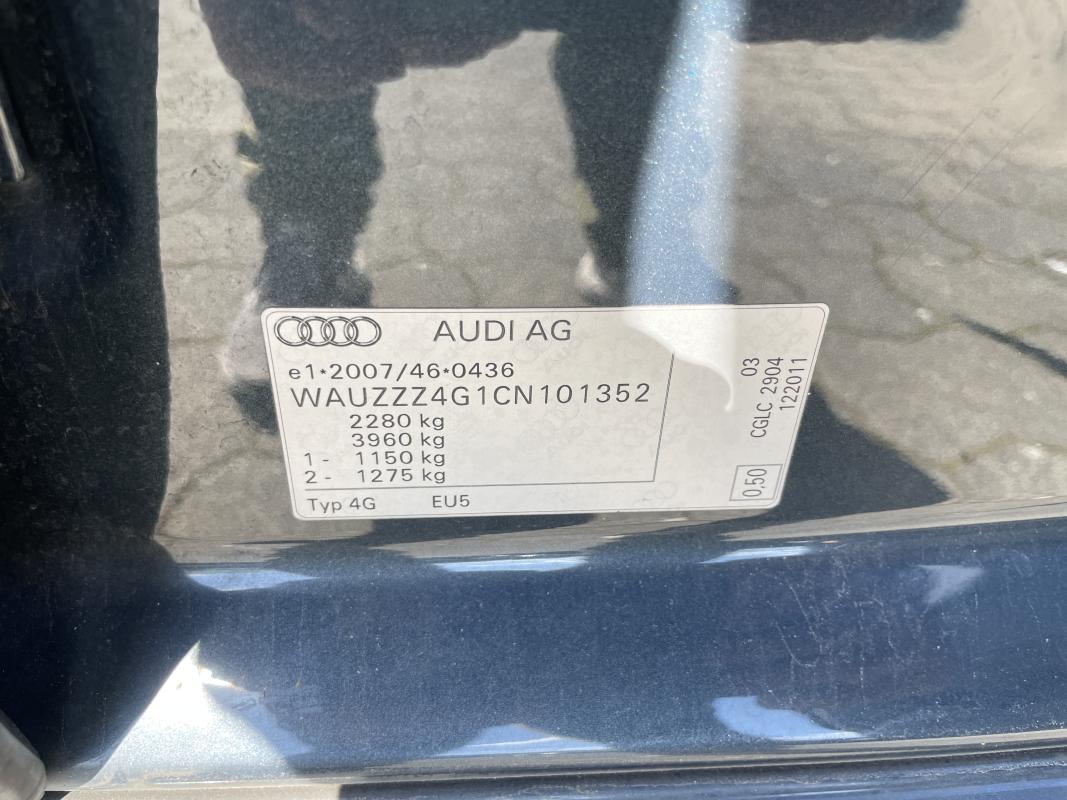 AUDI AG
e1*2007/46*0436
WAUZZZ4G1CN101352
2280 kg
3960 kg
1 - 1150 kg
2 - 1275 kg
Typ 4G EU5
03
CGLC 2904
122011
0,50